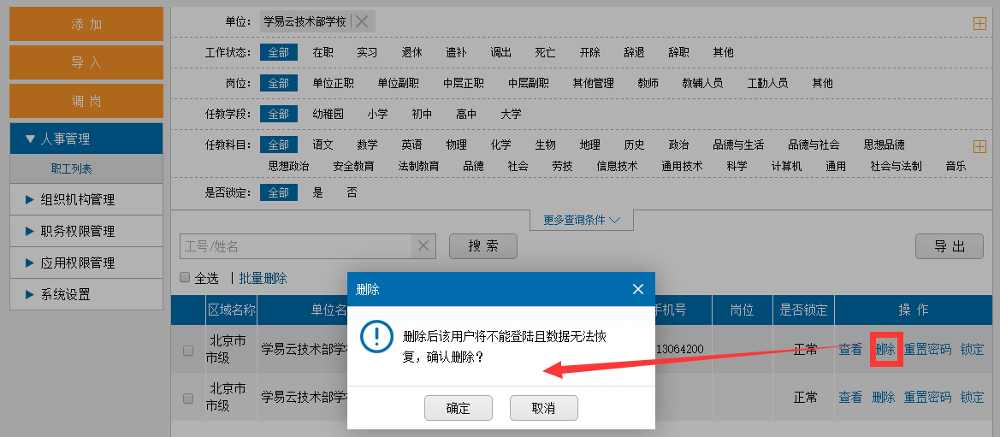 添 加
导 入
调 岗
人事管理
职工列表
组织机构管理
职务权限管理
应用权限管理
系统设置
单位： 学易云技术部学校
工作状态： 全部 在职 实习 退休 遗补 调出 死亡 开除 辞退 辞职 其他
岗位： 全部 单位正职 单位副职 中层正职 中层副职 其他管理 教师 教辅人员 工勤人员 其他
任教学段： 全部 幼稚园 小学 初中 高中 大学
任教科目： 全部 语文 数学 英语 物理 化学 生物 地理 历史 政治 品德与生活 品德与社会 思想品德
思想政治 安全教育 法制教育 品德 社会 劳技 信息技术 通用技术 科学 计算机 通用 社会与法制 音乐
是否锁定： 全部 是 否
更多查询条件
工号/姓名 搜 索 导 出
全选 | 批量删除
区域名称 单位名 手机号 岗位 是否锁定 操 作
北京市
市级
学易云技术部学校 13064200 正常 查看 删除 重置密码 锁定
北京市
市级
学易云技术部学校 正常 查看 删除 重置密码 锁定
删除
删除后该用户将不能登陆且数据无法恢
复，确认删除？
确定 取消